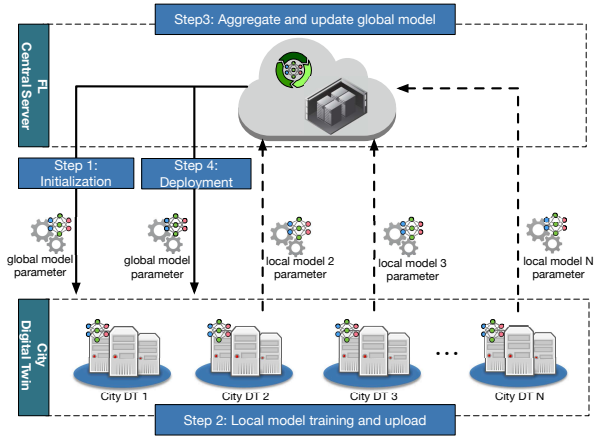 Step3: Aggregate and update global model
FL
Central Server
Step 1:
Initialization
Step 4:
Deployment
global model
parameter
global model
parameter
local model 2
parameter
local model 3
parameter
local model N
parameter
City
Digital Twin
City DT 1
City DT 2
City DT 3
...
City DT N
Step 2: Local model training and upload